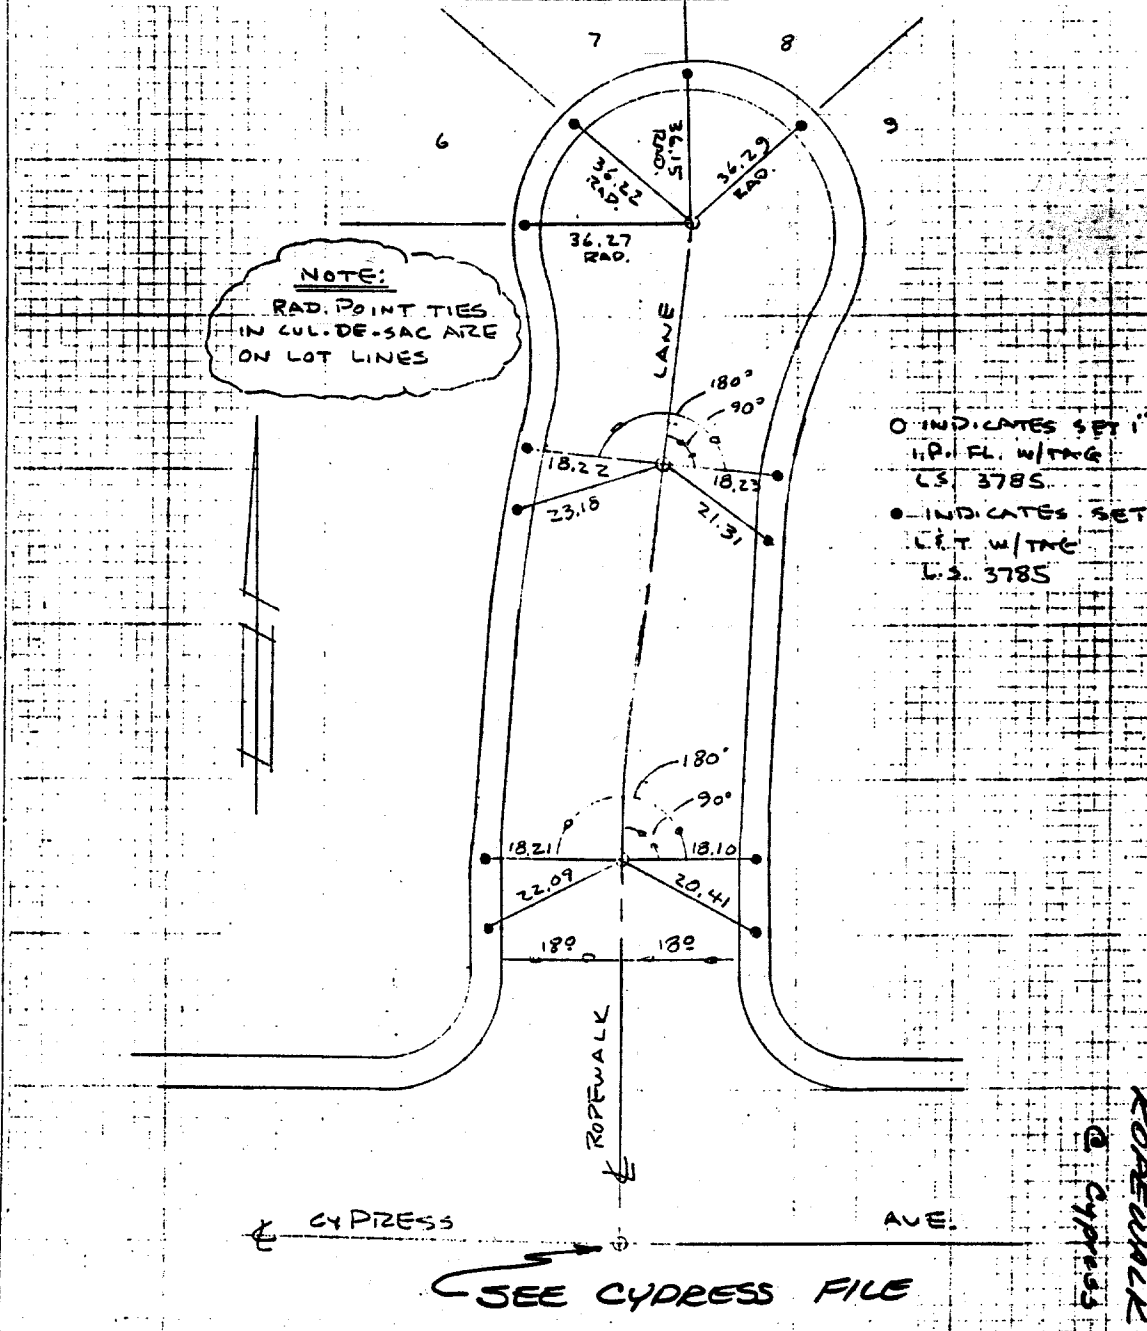 7
8
6
9
36.15
RAD.
36.22
RAD.
36.29
RAD.
36.27
RAD.
NOTE:
RAD. POINT TIES
IN CUL-DE-SAC ARE
ON LOT LINES
LANE
180°
90°
O INDICATES SET 1"
I.P. FL. W/TAG
L.S. 3785
●-INDICATES SET
L&T W/TAG
L.S. 3785
18.22
18.23
23.18
21.31
180°
90°
18.21
18.10
22.09
20.41
18°
18°
ROPEWALK
℄
℄ CYPRESS
AVE.
SEE CYPRESS FILE
ROPEWALK
@ Cypress